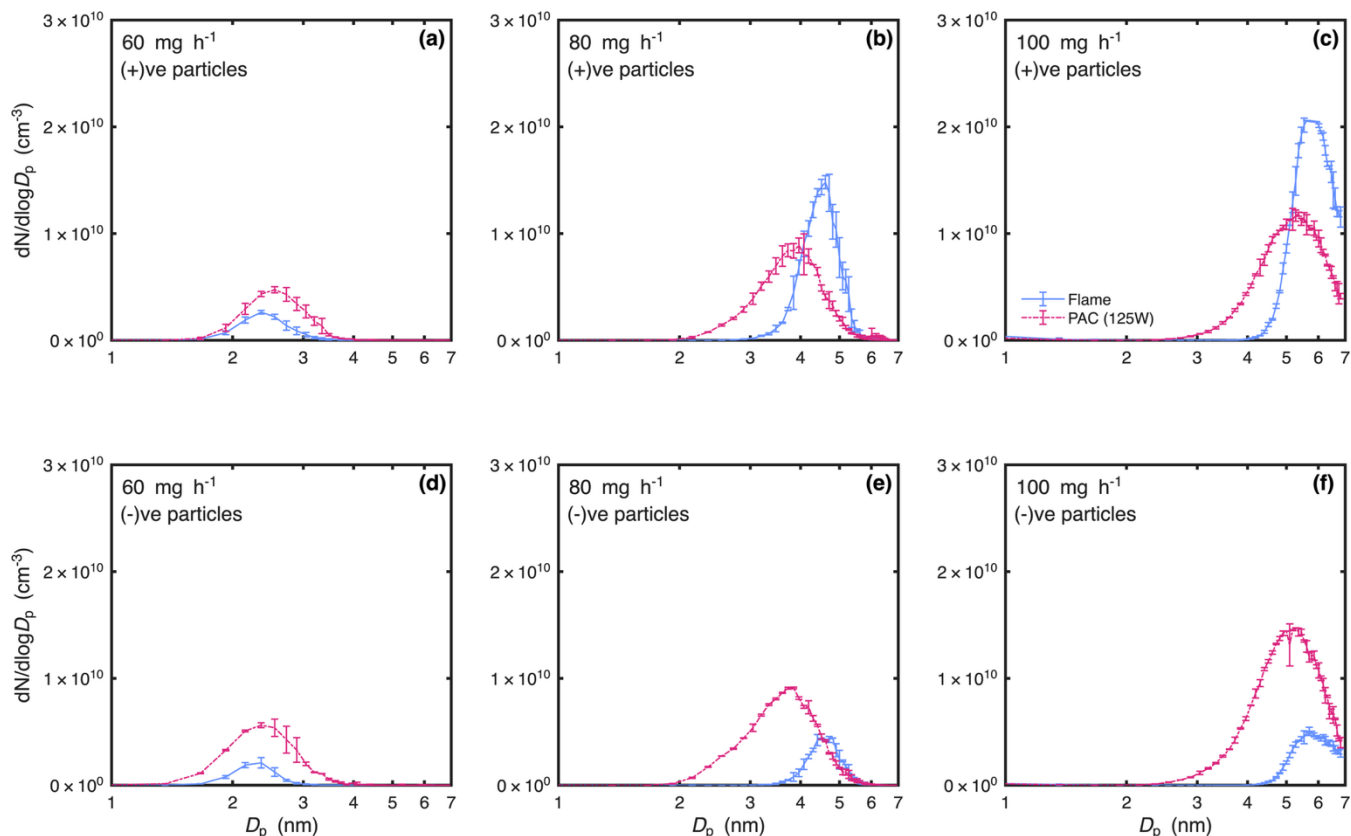 3 × 10¹⁰
60 mg h⁻¹
(a)
(+)ve particles
2 × 10¹⁰
1 × 10¹⁰
0 × 10⁰
dN/dlogDₚ (cm⁻³)
1 2 3 4 5 6 7
3 × 10¹⁰
80 mg h⁻¹
(b)
(+)ve particles
2 × 10¹⁰
1 × 10¹⁰
0 × 10⁰
1 2 3 4 5 6 7
3 × 10¹⁰
100 mg h⁻¹
(c)
(+)ve particles
2 × 10¹⁰
1 × 10¹⁰
Flame
PAC (125W)
0 × 10⁰
1 2 3 4 5 6 7
3 × 10¹⁰
60 mg h⁻¹
(d)
(-)ve particles
2 × 10¹⁰
1 × 10¹⁰
0 × 10⁰
dN/dlogDₚ (cm⁻³)
1 2 3 4 5 6 7
Dₚ (nm)
3 × 10¹⁰
80 mg h⁻¹
(e)
(-)ve particles
2 × 10¹⁰
1 × 10¹⁰
0 × 10⁰
1 2 3 4 5 6 7
Dₚ (nm)
3 × 10¹⁰
100 mg h⁻¹
(f)
(-)ve particles
2 × 10¹⁰
1 × 10¹⁰
0 × 10⁰
1 2 3 4 5 6 7
Dₚ (nm)